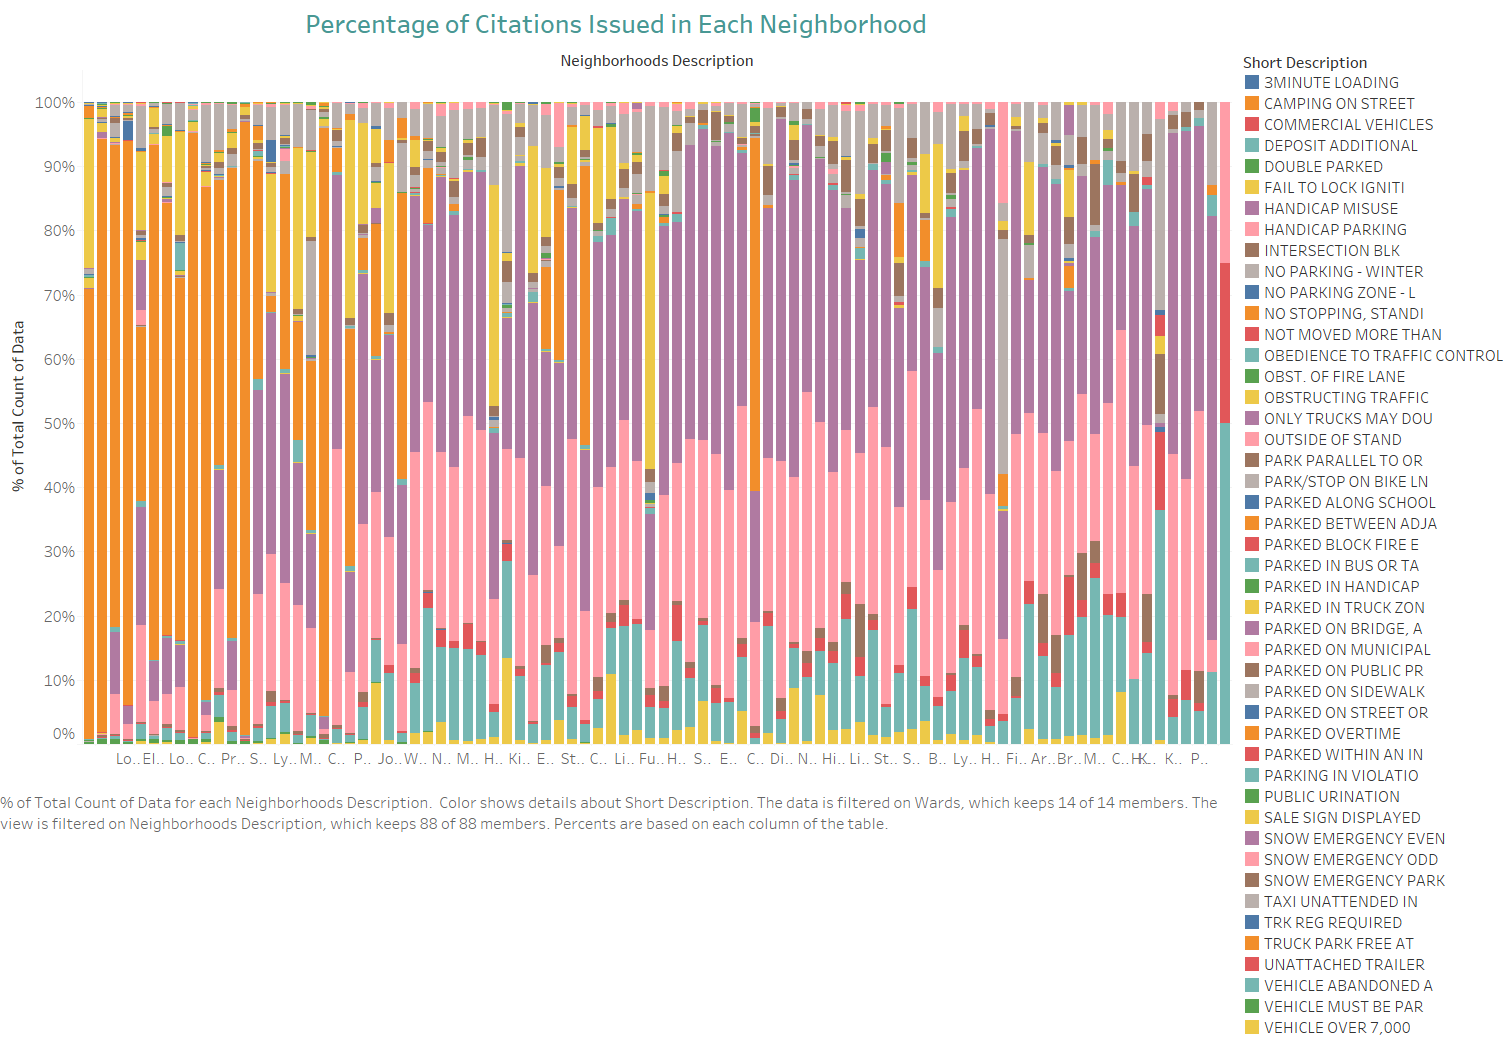 Percentage of Citations Issued in Each Neighborhood
Neighborhoods Description
% of Total Count of Data
100%
90%
80%
70%
60%
50%
40%
30%
20%
10%
0%
Lo.. El.. Lo.. C.. Pr.. S.. Ly.. M.. C.. P.. Jo.. W.. N.. M.. H.. Ki.. E.. St.. C.. Li.. Fu.. H.. S.. E.. C.. Di.. N.. Hi.. Li.. St.. S.. B.. Ly.. H.. Fi.. Ar.. Br.. M.. C.. K.. P..
Short Description
3MINUTE LOADING
CAMPING ON STREET
COMMERCIAL VEHICLES
DEPOSIT ADDITIONAL
DOUBLE PARKED
FAIL TO LOCK IGNITI
HANDICAP MISUSE
HANDICAP PARKING
INTERSECTION BLK
NO PARKING - WINTER
NO PARKING ZONE - L
NO STOPPING, STANDI
NOT MOVED MORE THAN
OBEDIENCE TO TRAFFIC CONTROL
OBST. OF FIRE LANE
OBSTRUCTING TRAFFIC
ONLY TRUCKS MAY DOU
OUTSIDE OF STAND
PARK PARALLEL TO OR
PARK/STOP ON BIKE LN
PARKED ALONG SCHOOL
PARKED BETWEEN ADJA
PARKED BLOCK FIRE E
PARKED IN BUS OR TA
PARKED IN HANDICAP
PARKED IN TRUCK ZON
PARKED ON BRIDGE, A
PARKED ON MUNICIPAL
PARKED ON PUBLIC PR
PARKED ON SIDEWALK
PARKED ON STREET OR
PARKED OVERTIME
PARKED WITHIN AN IN
PARKING IN VIOLATIO
PUBLIC URINATION
SALE SIGN DISPLAYED
SNOW EMERGENCY EVEN
SNOW EMERGENCY ODD
SNOW EMERGENCY PARK
TAXI UNATTENDED IN
TRK REG REQUIRED
TRUCK PARK FREE AT
UNATTACHED TRAILER
VEHICLE ABANDONED A
VEHICLE MUST BE PAR
VEHICLE OVER 7,000
% of Total Count of Data for each Neighborhoods Description.  Color shows details about Short Description. The data is filtered on Wards, which keeps 14 of 14 members. The
view is filtered on Neighborhoods Description, which keeps 88 of 88 members. Percents are based on each column of the table.